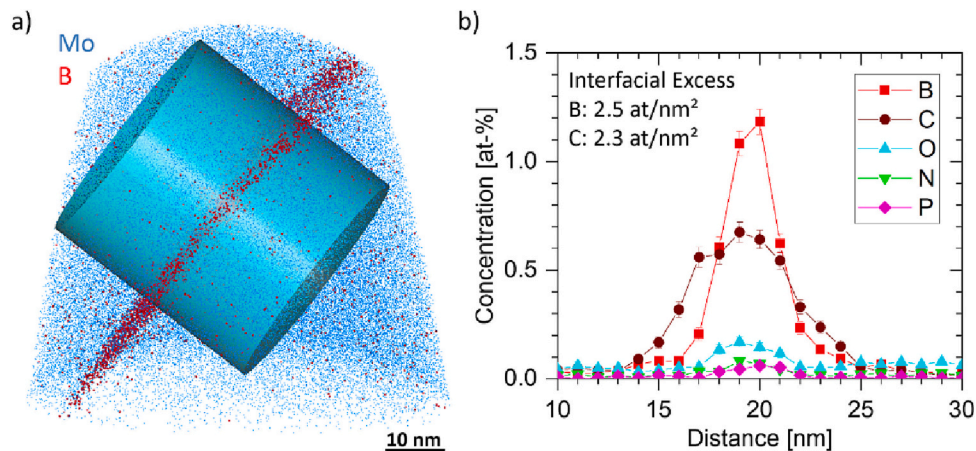 a)
Mo
B
10 nm
b)
Interfacial Excess
B: 2.5 at/nm²
C: 2.3 at/nm²
B
C
O
N
P
Concentration [at-%]
1.5
1.0
0.5
0.0
10 15 20 25 30
Distance [nm]